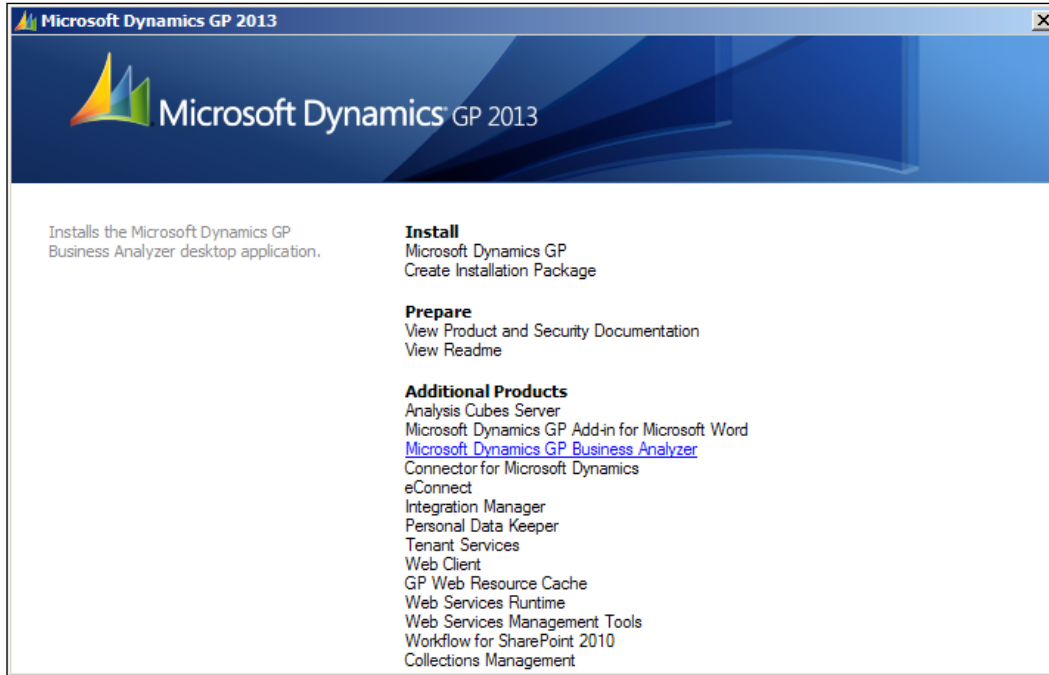 Microsoft Dynamics GP 2013
Microsoft Dynamics GP 2013
Installs the Microsoft Dynamics GP
Business Analyzer desktop application.
Install
Microsoft Dynamics GP
Create Installation Package
Prepare
View Product and Security Documentation
View Readme
Additional Products
Analysis Cubes Server
Microsoft Dynamics GP Add-in for Microsoft Word
Microsoft Dynamics GP Business Analyzer
Connector for Microsoft Dynamics
eConnect
Integration Manager
Personal Data Keeper
Tenant Services
Web Client
GP Web Resource Cache
Web Services Runtime
Web Services Management Tools
Workflow for SharePoint 2010
Collections Management